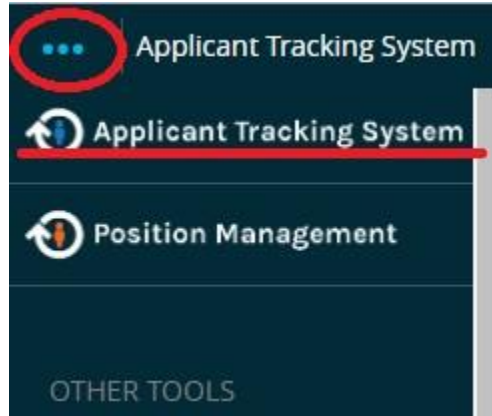 Applicant Tracking System
Applicant Tracking System
Position Management
OTHER TOOLS